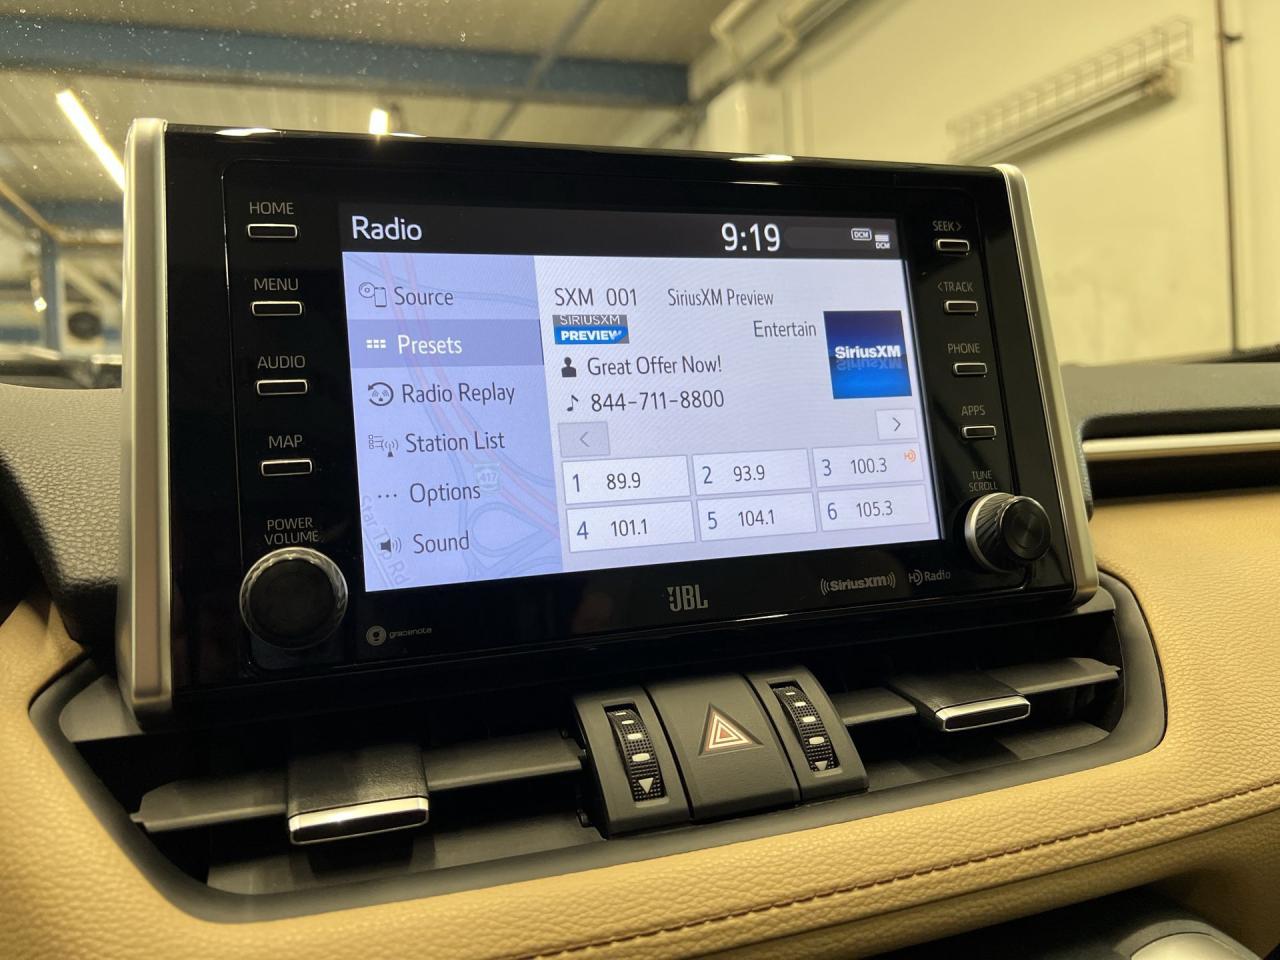 HOME
MENU
AUDIO
MAP
POWER
VOLUME
Radio
9:19
DCM
DCM
Source
Presets
Radio Replay
Station List
Options
Sound
417
SXM 001 SiriusXM Preview
SIRIUSXM
PREVIEW
Entertain
SiriusXM
Great Offer Now!
844-711-8800
<
>
1 89.9
2 93.9
3 100.3 HD
4 101.1
5 104.1
6 105.3
SEEK>
<TRACK
PHONE
APPS
TUNE
SCROLL
gracenote
JBL
SiriusXM
HD Radio